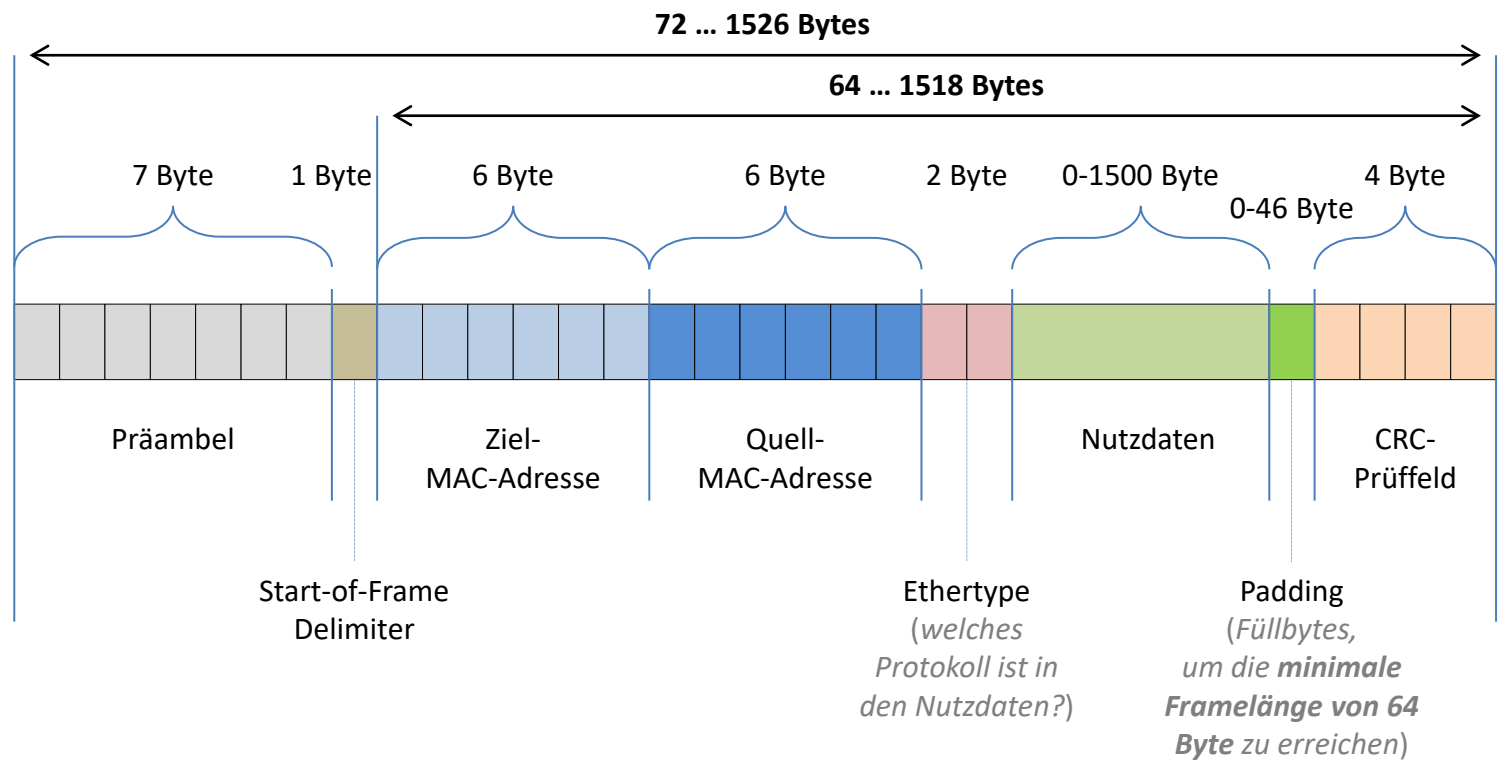 72 … 1526 Bytes
64 … 1518 Bytes
7 Byte
1 Byte
6 Byte
6 Byte
2 Byte
0-1500 Byte
0-46 Byte
4 Byte
Präambel
Ziel-
MAC-Adresse
Quell-
MAC-Adresse
Nutzdaten
CRC-
Prüffeld
Start-of-Frame
Delimiter
Ethertype
(welches
Protokoll ist in
den Nutzdaten?)
Padding
(Füllbytes,
um die minimale
Framelänge von 64
Byte zu erreichen)